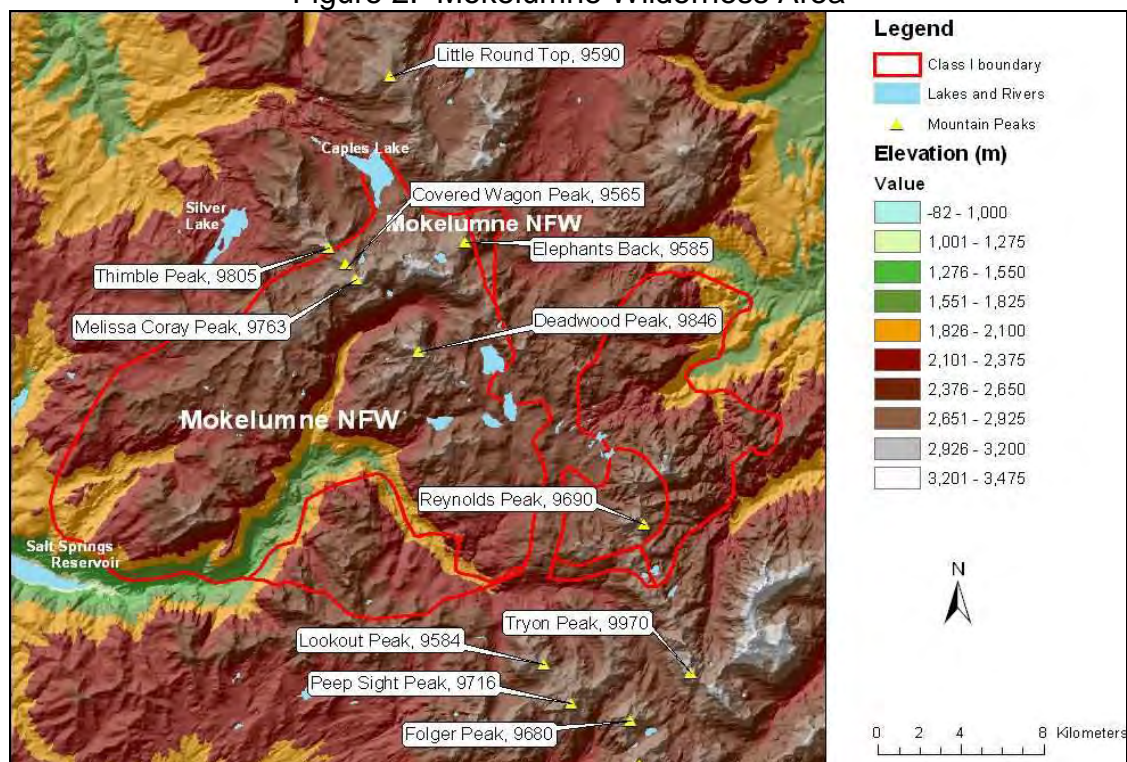 Figure 2. Mokelumne Wilderness Area
Little Round Top, 9590
Caples Lake
Covered Wagon Peak, 9565
Silver
Lake
Mokelumne NFW
Thimble Peak, 9805
Elephants Back, 9585
Melissa Coray Peak, 9763
Deadwood Peak, 9846
Mokelumne NFW
Reynolds Peak, 9690
Salt Springs
Reservoir
Tryon Peak, 9970
Lookout Peak, 9584
Peep Sight Peak, 9716
Folger Peak, 9680
Legend
Class I boundary
Lakes and Rivers
Mountain Peaks
Elevation (m)
Value
-82 - 1,000
1,001 - 1,275
1,276 - 1,550
1,551 - 1,825
1,826 - 2,100
2,101 - 2,375
2,376 - 2,650
2,651 - 2,925
2,926 - 3,200
3,201 - 3,475
N
0 2 4 8 Kilometers